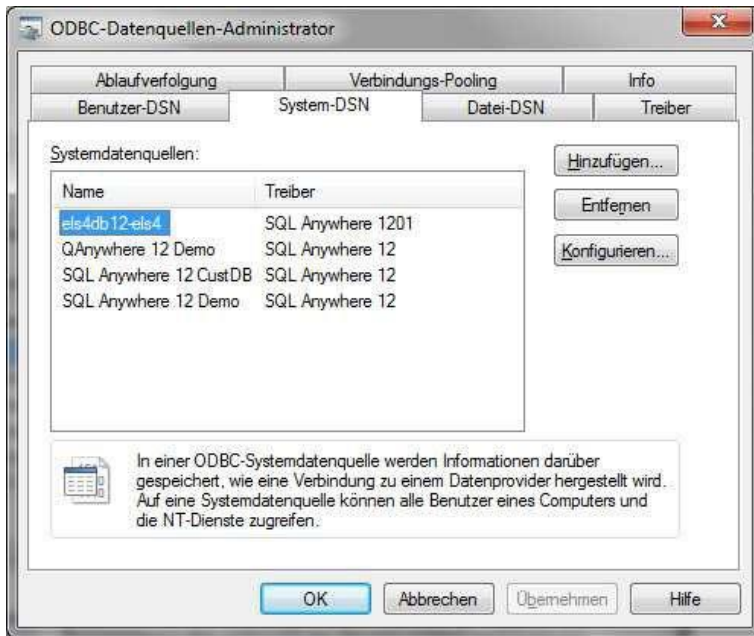 ODBC-Datenquellen-Administrator
Ablaufverfolgung Verbindungs-Pooling Info
Benutzer-DSN System-DSN Datei-DSN Treiber
Systemdatenquellen:
Hinzufügen...
Name Treiber
Entfernen
els4db12-els4 SQL Anywhere 1201
QAnywhere 12 Demo SQL Anywhere 12
Konfigurieren...
SQL Anywhere 12 CustDB SQL Anywhere 12
SQL Anywhere 12 Demo SQL Anywhere 12
In einer ODBC-Systemdatenquelle werden Informationen darüber
gespeichert, wie eine Verbindung zu einem Datenprovider hergestellt wird.
Auf eine Systemdatenquelle können alle Benutzer eines Computers und
die NT-Dienste zugreifen.
OK Abbrechen Übernehmen Hilfe